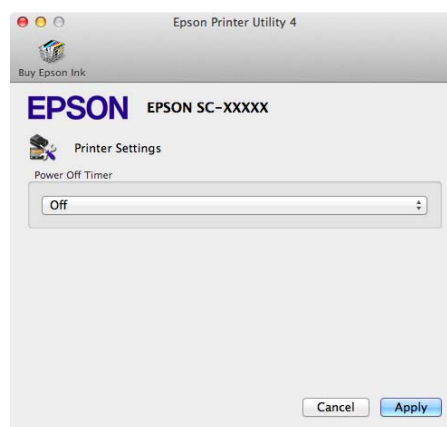 Epson Printer Utility 4
Buy Epson Ink
EPSON EPSON SC-XXXXX
Printer Settings
Power Off Timer
Off
Cancel Apply